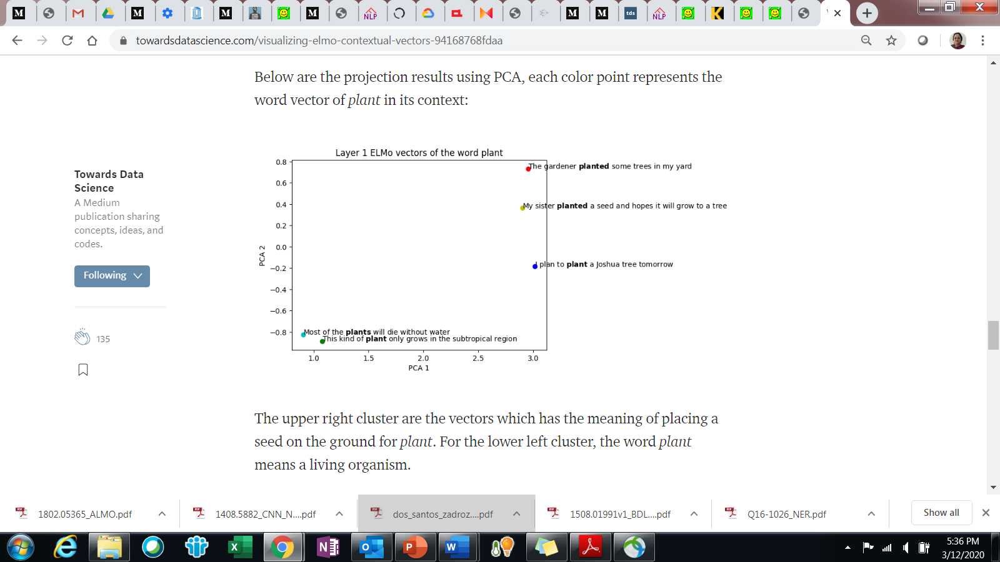 M M M M NLP M M tds NLP K
towardsdatascience.com/visualizing-elmo-contextual-vectors-94168768fdaa
Below are the projection results using PCA, each color point represents the
word vector of plant in its context:
Towards Data
Science
A Medium
publication sharing
concepts, ideas, and
codes.
Following
135
Layer 1 ELMo vectors of the word plant
0.8
0.6
0.4
0.2
0.0
−0.2
−0.4
−0.6
−0.8
PCA 2
The gardener planted some trees in my yard
My sister planted a seed and hopes it will grow to a tree
I plan to plant a Joshua tree tomorrow
Most of the plants will die without water
This kind of plant only grows in the subtropical region
1.0 1.5 2.0 2.5 3.0
PCA 1
The upper right cluster are the vectors which has the meaning of placing a
seed on the ground for plant. For the lower left cluster, the word plant
means a living organism.
1802.05365_ALMO.pdf 1408.5882_CNN_N....pdf dos_santos_zadroz....pdf 1508.01991v1_BDL....pdf Q16-1026_NER.pdf Show all
5:36 PM
3/12/2020